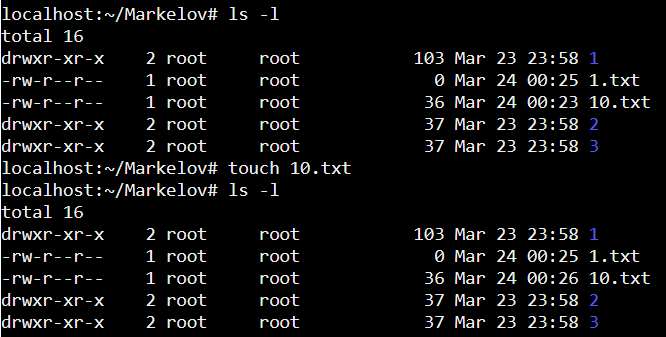 localhost:~/Markelov# ls -l
total 16
drwxr-xr-x    2 root     root           103 Mar 23 23:58 1
-rw-r--r--    1 root     root             0 Mar 24 00:25 1.txt
-rw-r--r--    1 root     root            36 Mar 24 00:23 10.txt
drwxr-xr-x    2 root     root            37 Mar 23 23:58 2
drwxr-xr-x    2 root     root            37 Mar 23 23:58 3
localhost:~/Markelov# touch 10.txt
localhost:~/Markelov# ls -l
total 16
drwxr-xr-x    2 root     root           103 Mar 23 23:58 1
-rw-r--r--    1 root     root             0 Mar 24 00:25 1.txt
-rw-r--r--    1 root     root            36 Mar 24 00:26 10.txt
drwxr-xr-x    2 root     root            37 Mar 23 23:58 2
drwxr-xr-x    2 root     root            37 Mar 23 23:58 3